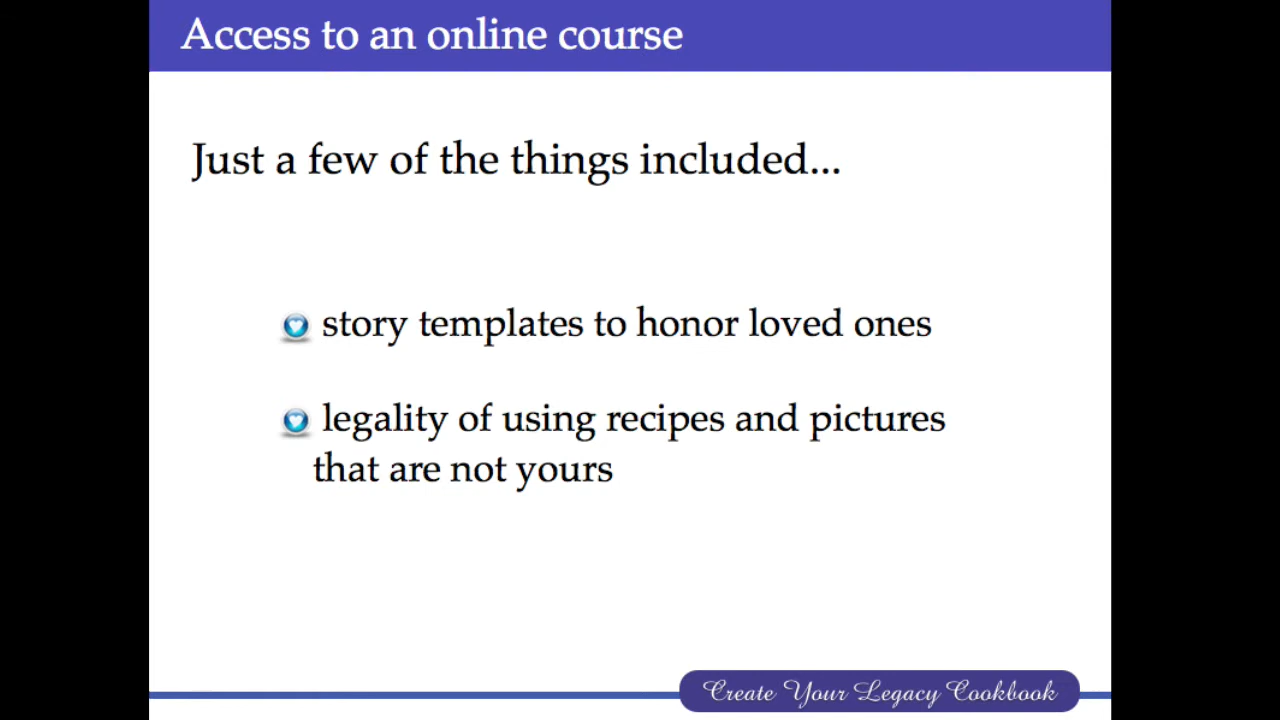 Access to an online course
Just a few of the things included...
story templates to honor loved ones
legality of using recipes and pictures
that are not yours
Create Your Legacy Cookbook